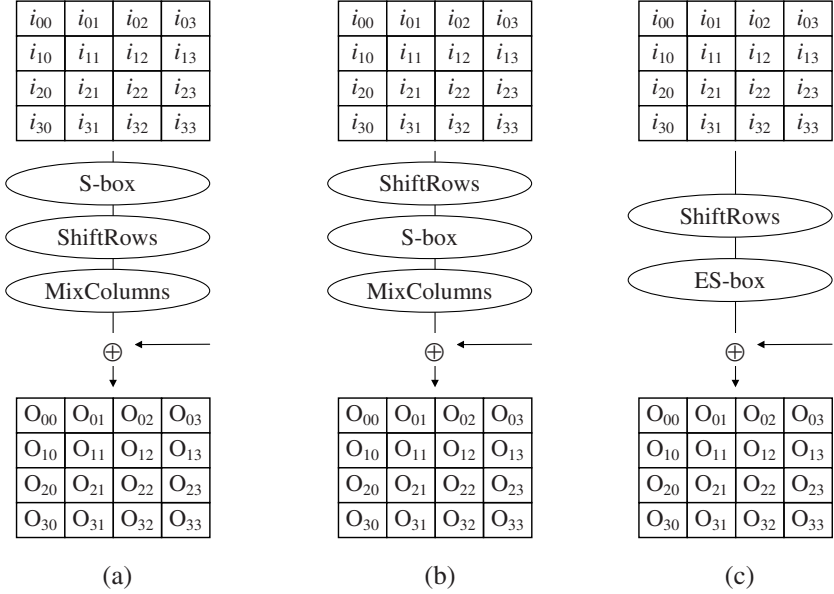 i₀₀ i₀₁ i₀₂ i₀₃ i₀₀ i₀₁ i₀₂ i₀₃ i₀₀ i₀₁ i₀₂ i₀₃
i₁₀ i₁₁ i₁₂ i₁₃ i₁₀ i₁₁ i₁₂ i₁₃ i₁₀ i₁₁ i₁₂ i₁₃
i₂₀ i₂₁ i₂₂ i₂₃ i₂₀ i₂₁ i₂₂ i₂₃ i₂₀ i₂₁ i₂₂ i₂₃
i₃₀ i₃₁ i₃₂ i₃₃ i₃₀ i₃₁ i₃₂ i₃₃ i₃₀ i₃₁ i₃₂ i₃₃
S-box ShiftRows
ShiftRows S-box ShiftRows
MixColumns MixColumns ES-box
⊕ ⊕ ⊕
O₀₀ O₀₁ O₀₂ O₀₃ O₀₀ O₀₁ O₀₂ O₀₃ O₀₀ O₀₁ O₀₂ O₀₃
O₁₀ O₁₁ O₁₂ O₁₃ O₁₀ O₁₁ O₁₂ O₁₃ O₁₀ O₁₁ O₁₂ O₁₃
O₂₀ O₂₁ O₂₂ O₂₃ O₂₀ O₂₁ O₂₂ O₂₃ O₂₀ O₂₁ O₂₂ O₂₃
O₃₀ O₃₁ O₃₂ O₃₃ O₃₀ O₃₁ O₃₂ O₃₃ O₃₀ O₃₁ O₃₂ O₃₃
(a) (b) (c)